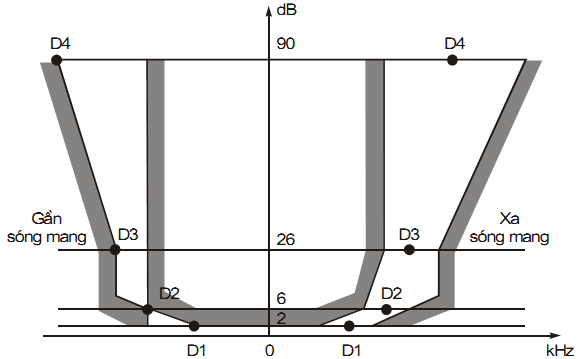 dB
D4
90
D4
Gần
sóng mang
D3
26
D3
Xa
sóng mang
D2
6
D2
2
D1
0
D1
kHz